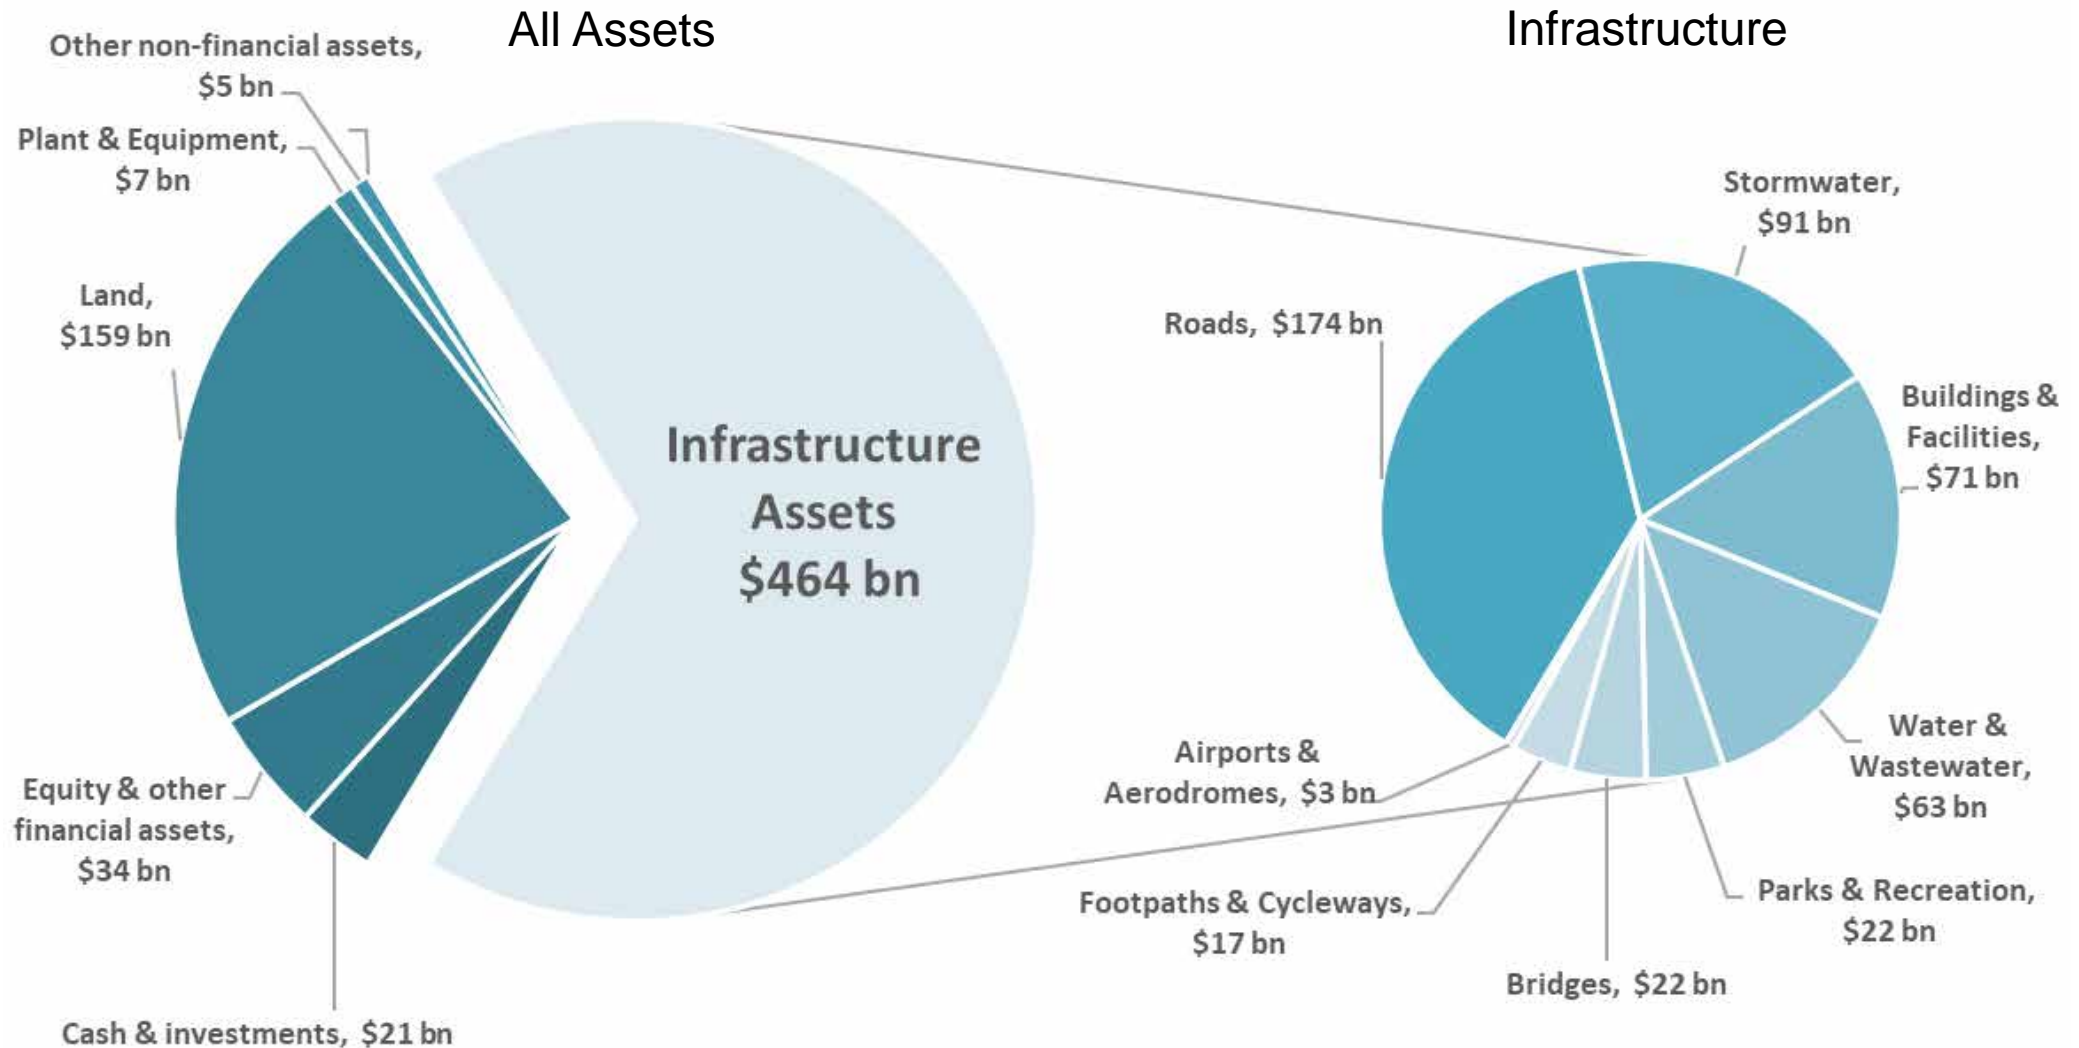 All Assets
Infrastructure
Other non-financial assets,
$5 bn
Plant & Equipment,
$7 bn
Land,
$159 bn
Equity & other
financial assets,
$34 bn
Cash & investments, $21 bn
Infrastructure
Assets
$464 bn
Stormwater,
$91 bn
Roads, $174 bn
Buildings &
Facilities,
$71 bn
Water &
Wastewater,
$63 bn
Airports &
Aerodromes, $3 bn
Footpaths & Cycleways,
$17 bn
Parks & Recreation,
$22 bn
Bridges, $22 bn